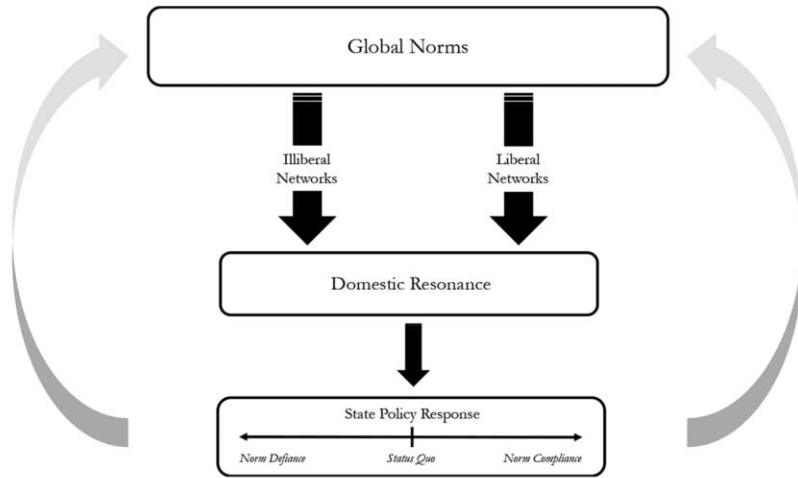 Global Norms
Illiberal
Networks
Liberal
Networks
Domestic Resonance
State Policy Response
Norm Defiance
Status Quo
Norm Compliance